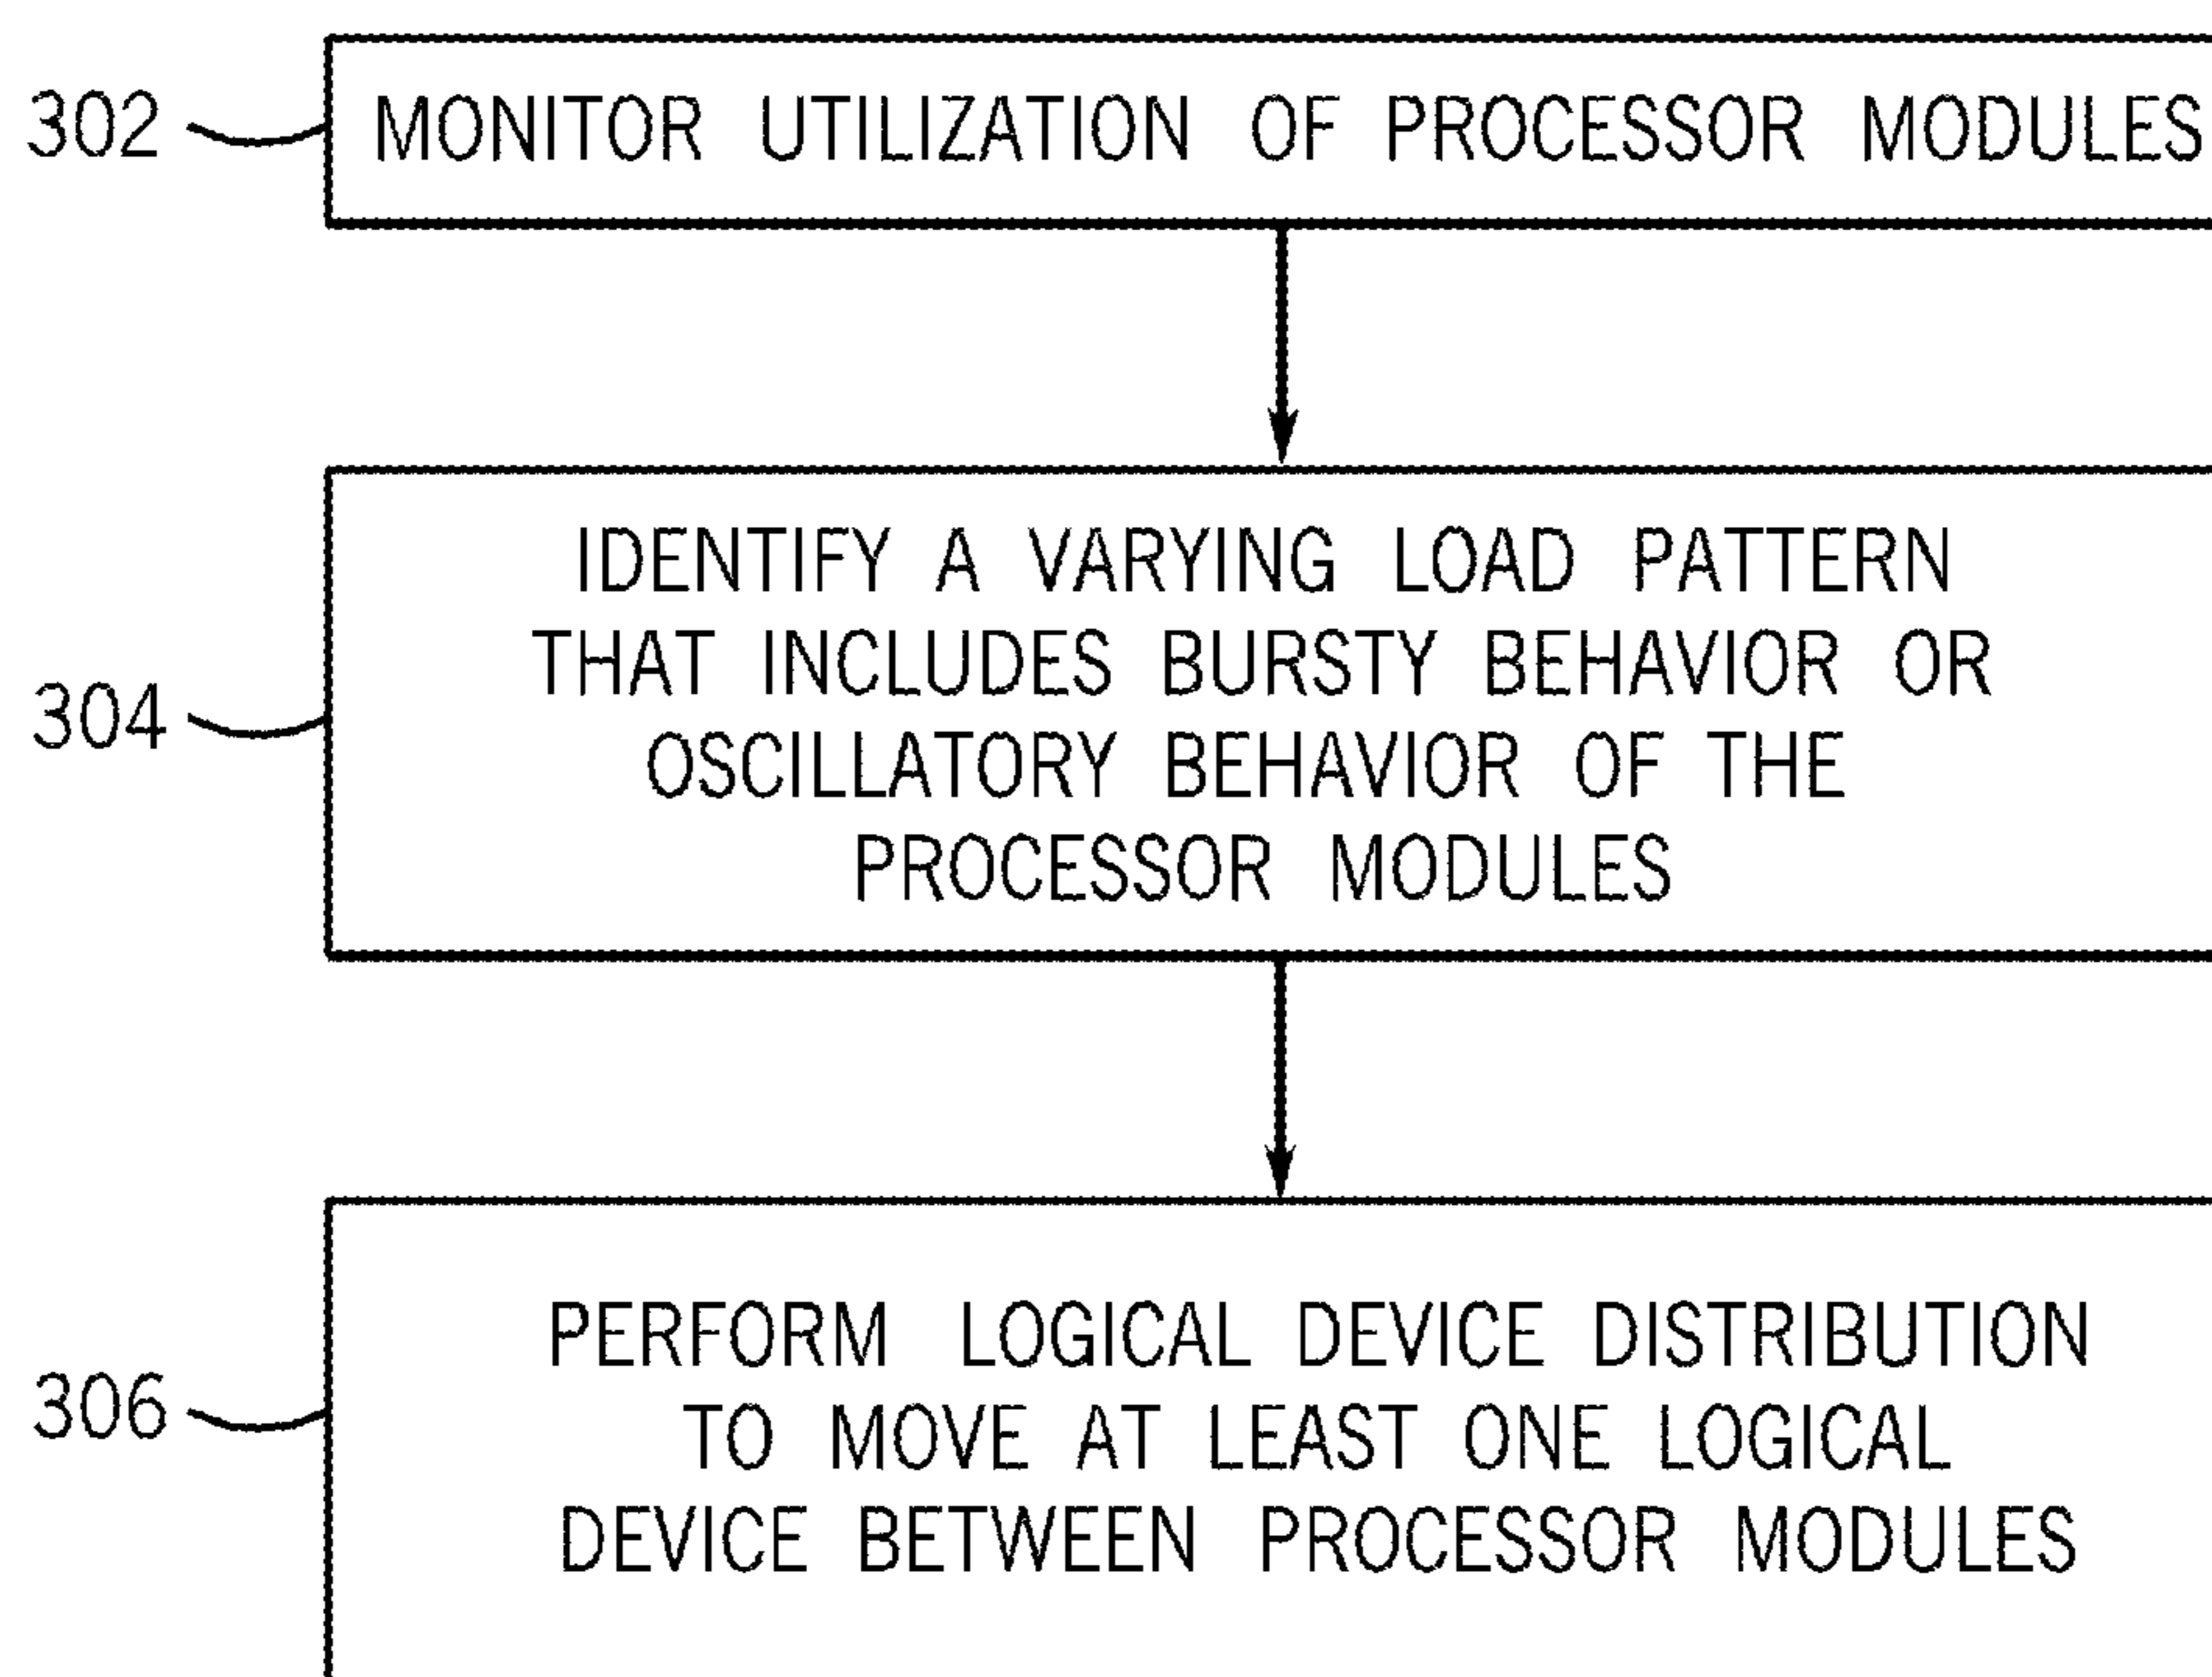 302
MONITOR UTILIZATION OF PROCESSOR MODULES
304
IDENTIFY A VARYING LOAD PATTERN
THAT INCLUDES BURSTY BEHAVIOR OR
OSCILLATORY BEHAVIOR OF THE
PROCESSOR MODULES
306
PERFORM LOGICAL DEVICE DISTRIBUTION
TO MOVE AT LEAST ONE LOGICAL
DEVICE BETWEEN PROCESSOR MODULES